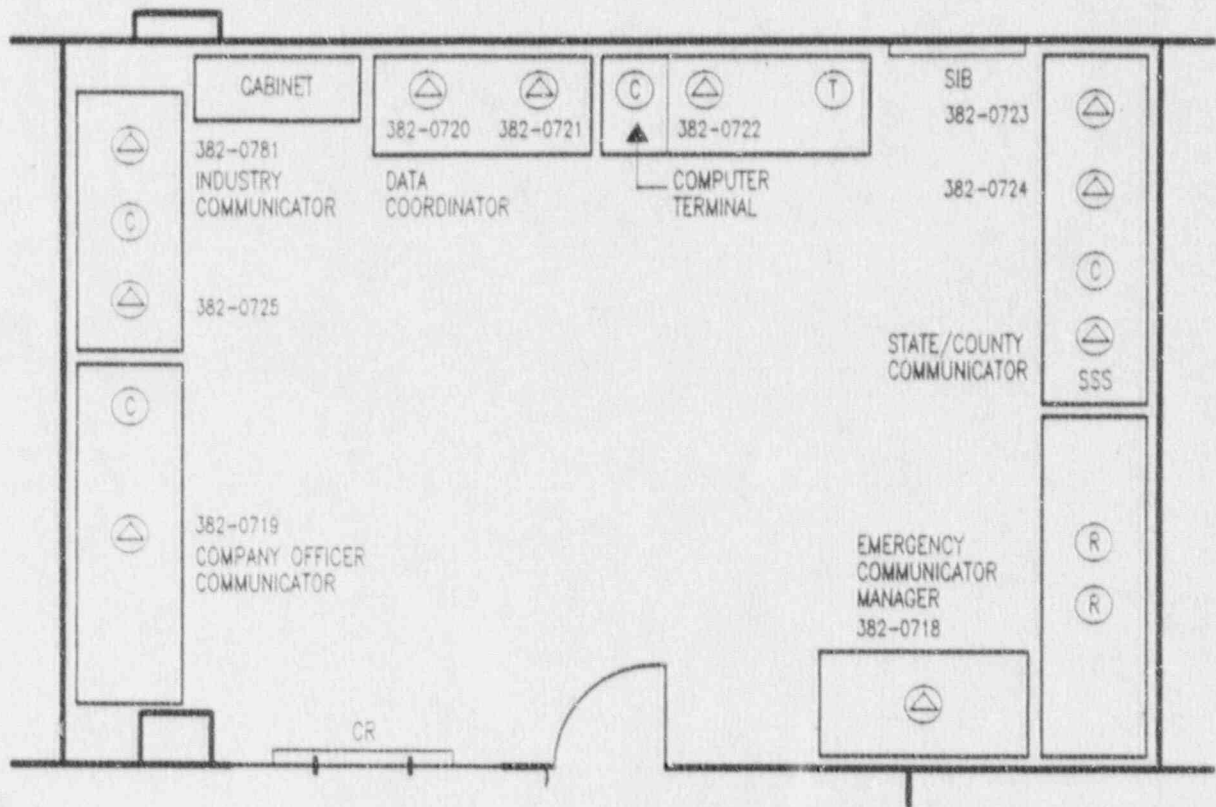 CABINET
382-0720
382-0721
C
382-0722
T
SIB
382-0723
382-0781
INDUSTRY
COMMUNICATOR
DATA
COORDINATOR
COMPUTER
TERMINAL
382-0724
C
382-0725
C
STATE/COUNTY
COMMUNICATOR
SSS
C
382-0719
COMPANY OFFICER
COMMUNICATOR
EMERGENCY
COMMUNICATOR
MANAGER
382-0718
R
R
CR